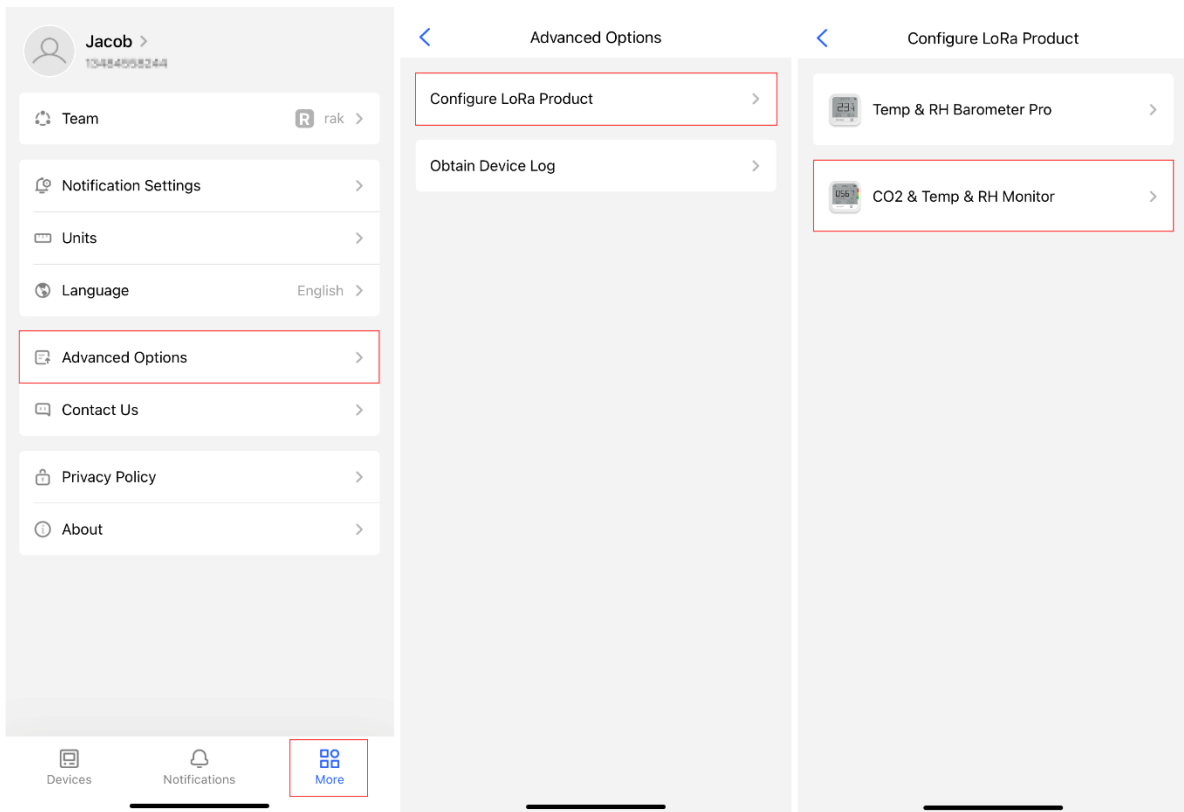 Jacob
13484558244
Team
R rak
Notification Settings
Units
Language English
Advanced Options
Contact Us
Privacy Policy
About
Devices Notifications More
Advanced Options
Configure LoRa Product
Obtain Device Log
Configure LoRa Product
Temp & RH Barometer Pro
CO2 & Temp & RH Monitor